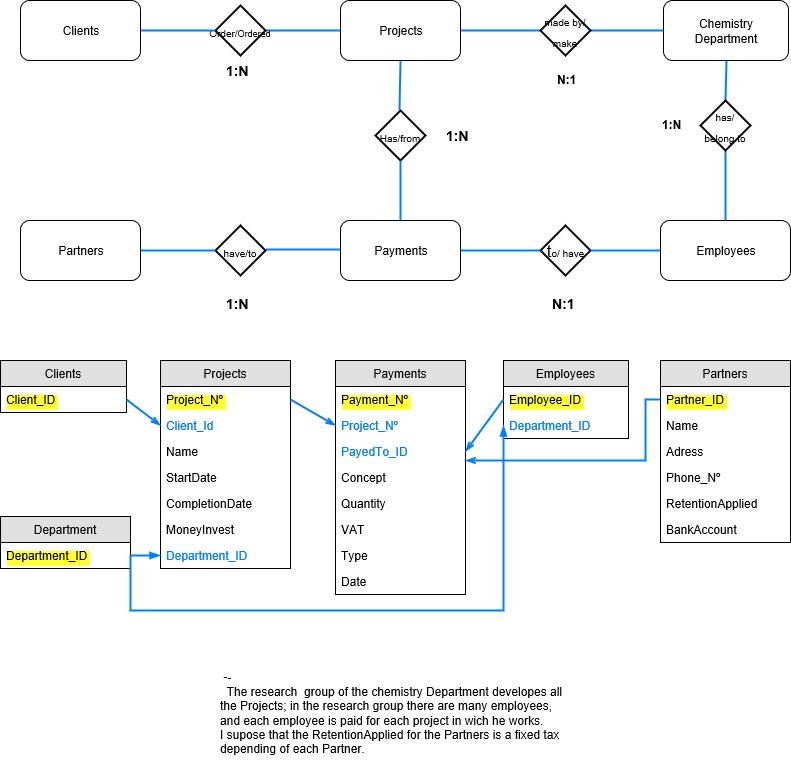 Clients
Order/Ordered
1:N
Projects
made by/
make
N:1
Chemistry
Department
Has/from
1:N
1:N
has/
belong to
Partners
have/to
1:N
Payments
to/ have
N:1
Employees
Clients
Client_ID
Projects
Project_Nº
Client_Id
Name
StartDate
CompletionDate
MoneyInvest
Department_ID
Payments
Payment_Nº
Project_Nº
PayedTo_ID
Concept
Quantity
VAT
Type
Date
Employees
Employee_ID
Department_ID
Partners
Partner_ID
Name
Adress
Phone_Nº
RetentionApplied
BankAccount
Department
Department_ID
--
The research group of the chemistry Department developes all
the Projects; in the research group there are many employees,
and each employee is paid for each project in wich he works.
I supose that the RetentionApplied for the Partners is a fixed tax
depending of each Partner.